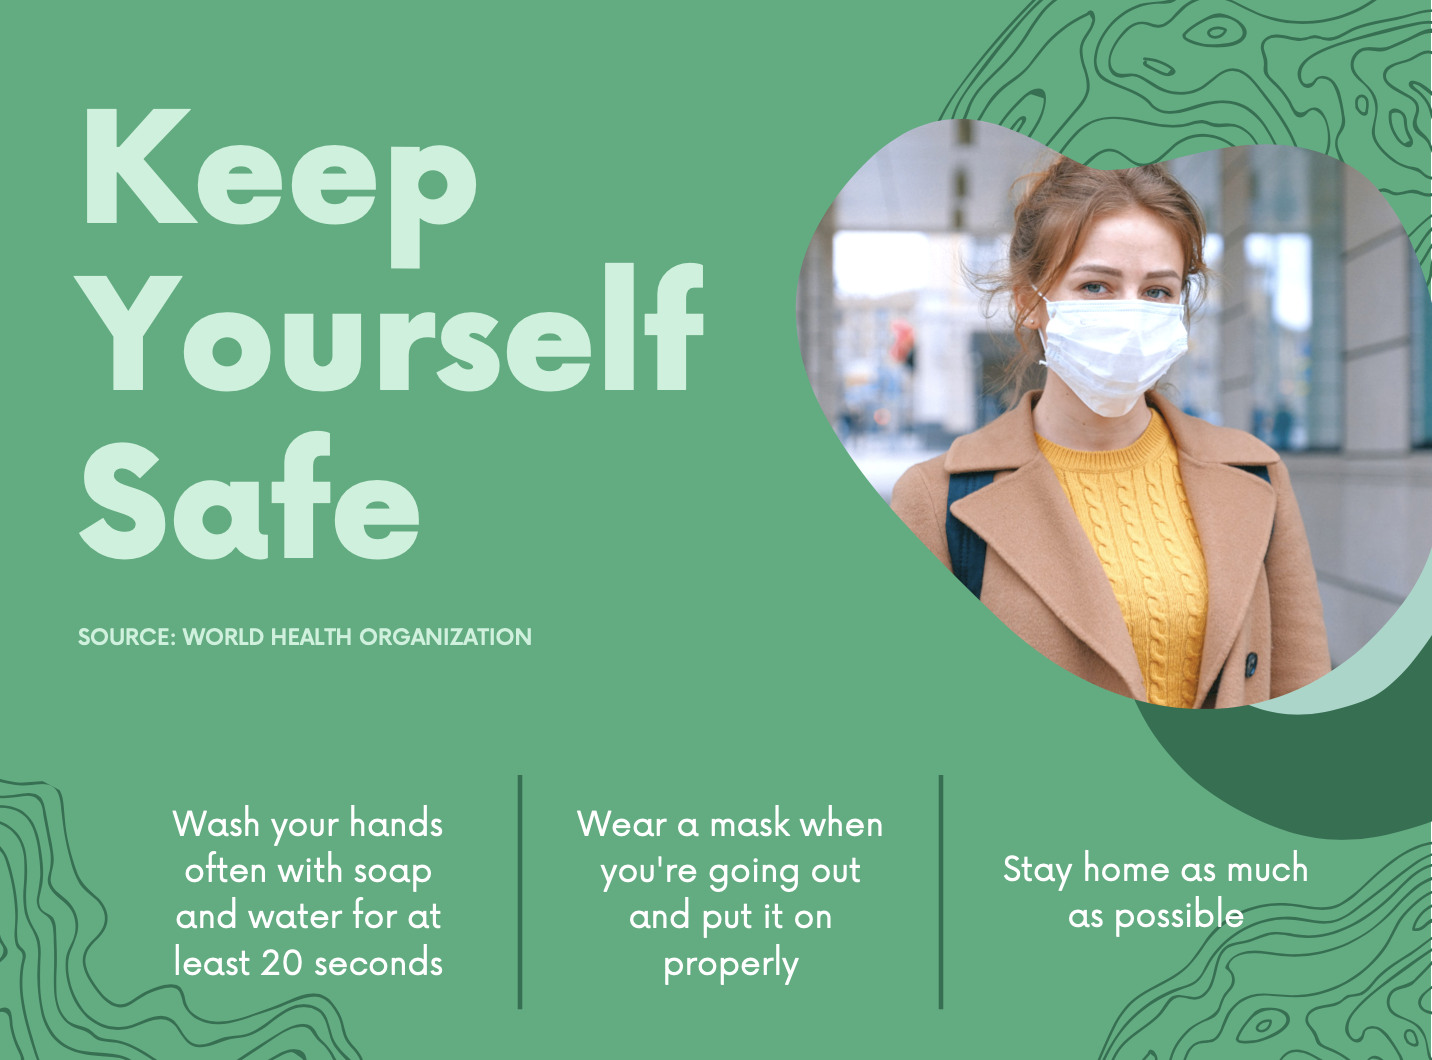 Keep
Yourself
Safe
SOURCE: WORLD HEALTH ORGANIZATION
Wash your hands
often with soap
and water for at
least 20 seconds
Wear a mask when
you're going out
and put it on
properly
Stay home as much
as possible